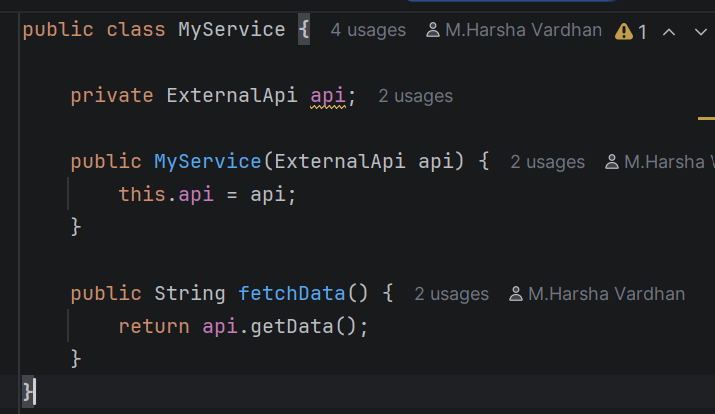 public class MyService { 4 usages M.Harsha Vardhan 1
private ExternalApi api; 2 usages
public MyService(ExternalApi api) { 2 usages M.Harsha
this.api = api;
}
public String fetchData() { 2 usages M.Harsha Vardhan
return api.getData();
}
}